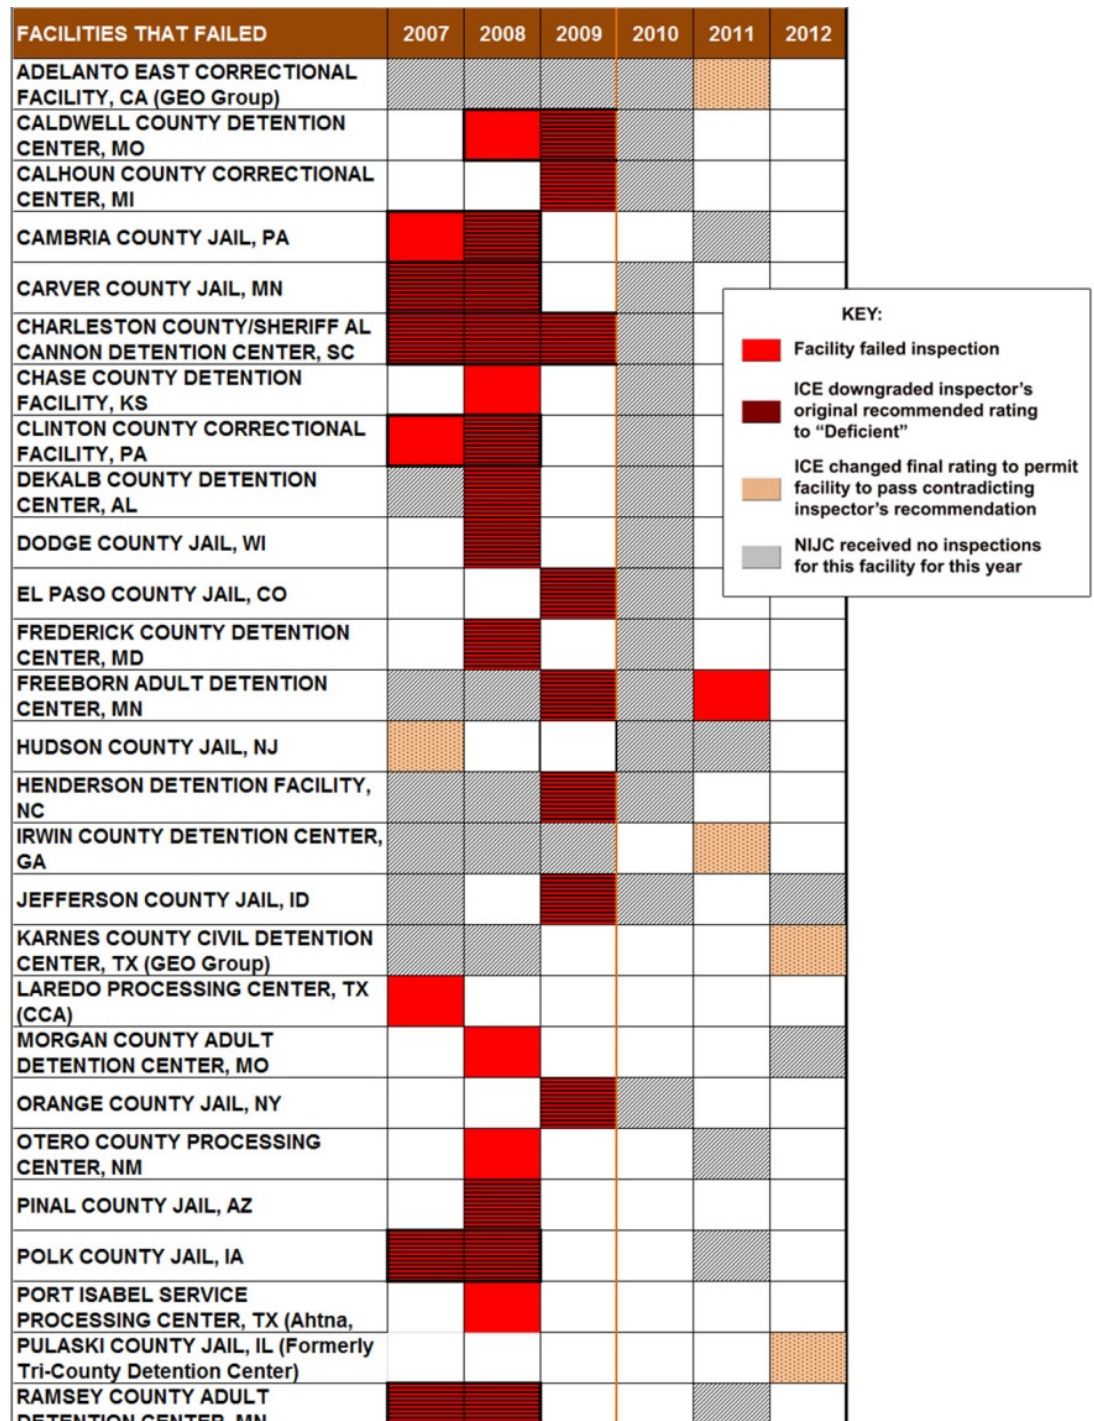 FACILITIES THAT FAILED 2007 2008 2009 2010 2011 2012
ADELANTO EAST CORRECTIONAL
FACILITY, CA (GEO Group)
CALDWELL COUNTY DETENTION
CENTER, MO
CALHOUN COUNTY CORRECTIONAL
CENTER, MI
CAMBRIA COUNTY JAIL, PA
CARVER COUNTY JAIL, MN
CHARLESTON COUNTY/SHERIFF AL
CANNON DETENTION CENTER, SC
CHASE COUNTY DETENTION
FACILITY, KS
CLINTON COUNTY CORRECTIONAL
FACILITY, PA
DEKALB COUNTY DETENTION
CENTER, AL
DODGE COUNTY JAIL, WI
EL PASO COUNTY JAIL, CO
FREDERICK COUNTY DETENTION
CENTER, MD
FREEBORN ADULT DETENTION
CENTER, MN
HUDSON COUNTY JAIL, NJ
HENDERSON DETENTION FACILITY,
NC
IRWIN COUNTY DETENTION CENTER,
GA
JEFFERSON COUNTY JAIL, ID
KARNES COUNTY CIVIL DETENTION
CENTER, TX (GEO Group)
LAREDO PROCESSING CENTER, TX
(CCA)
MORGAN COUNTY ADULT
DETENTION CENTER, MO
ORANGE COUNTY JAIL, NY
OTERO COUNTY PROCESSING
CENTER, NM
PINAL COUNTY JAIL, AZ
POLK COUNTY JAIL, IA
PORT ISABEL SERVICE
PROCESSING CENTER, TX (Ahtna,
PULASKI COUNTY JAIL, IL (Formerly
Tri-County Detention Center)
RAMSEY COUNTY ADULT
DETENTION CENTER, MN
KEY:
Facility failed inspection
ICE downgraded inspector's
original recommended rating
to “Deficient”
ICE changed final rating to permit
facility to pass contradicting
inspector's recommendation
NIJC received no inspections
for this facility for this year